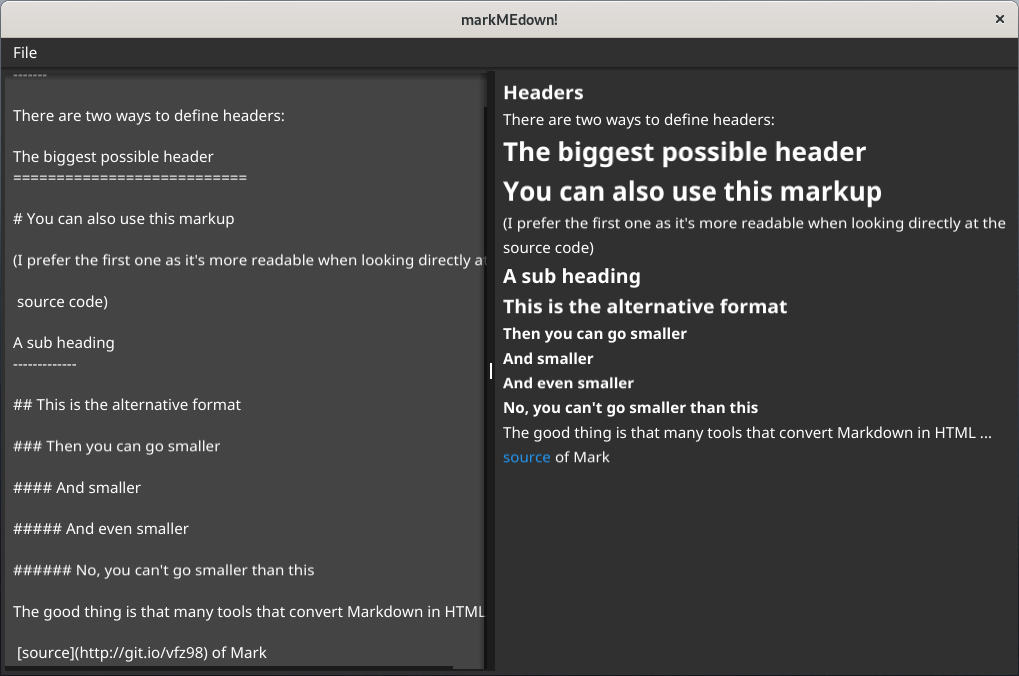 markMEdown!
×
File
-------
There are two ways to define headers:
The biggest possible header
===========================
# You can also use this markup
(I prefer the first one as it's more readable when looking directly at
source code)
A sub heading
-------------
## This is the alternative format
### Then you can go smaller
#### And smaller
##### And even smaller
###### No, you can't go smaller than this
The good thing is that many tools that convert Markdown in HTML
[source](http://git.io/vfz98) of Mark
Headers
There are two ways to define headers:
The biggest possible header
You can also use this markup
(I prefer the first one as it's more readable when looking directly at the
source code)
A sub heading
This is the alternative format
Then you can go smaller
And smaller
And even smaller
No, you can't go smaller than this
The good thing is that many tools that convert Markdown in HTML ...
source of Mark